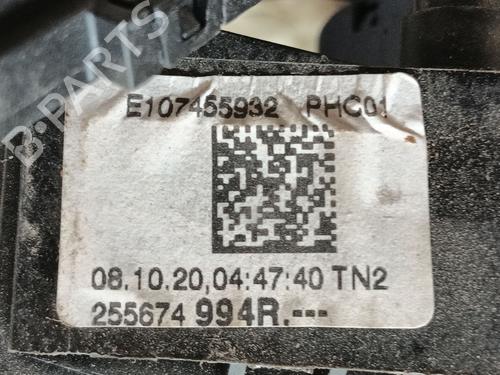 B-PARTS
E107455932 PHC01
08.10.20,04:47:40 TN2
255674 994R.---